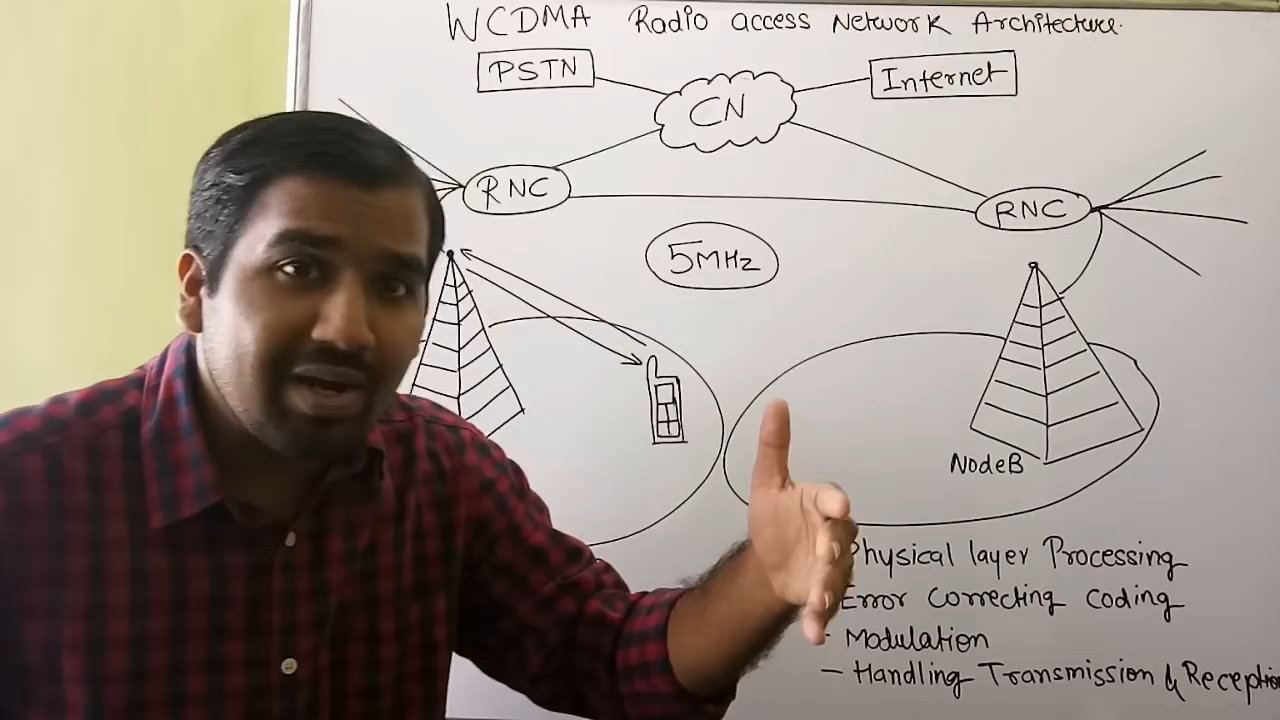 WCDMA Radio access Network Architecture.
PSTN
CN
Internet
RNC
RNC
5MHz
NodeB
Physical layer Processing
Error Correcting Coding
- Modulation
- Handling Transmission & Reception